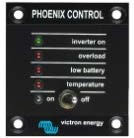 PHOENIX CONTROL
inverter on
overload
low battery
temperature
on off
victron energy